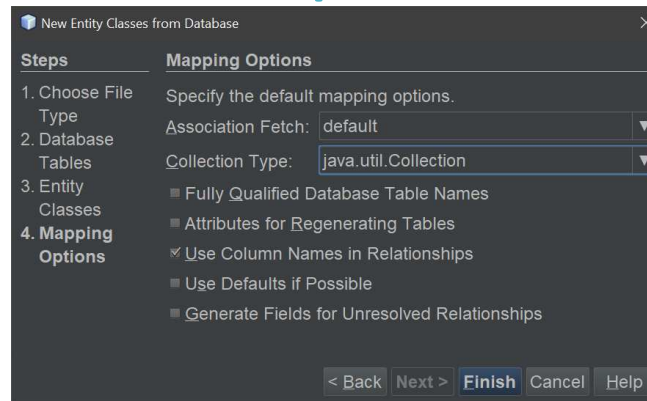 New Entity Classes from Database
Steps
1. Choose File
Type
2. Database
Tables
3. Entity
Classes
4. Mapping
Options
Mapping Options
Specify the default mapping options.
Association Fetch: default
Collection Type: java.util.Collection
Fully Qualified Database Table Names
Attributes for Regenerating Tables
Use Column Names in Relationships
Use Defaults if Possible
Generate Fields for Unresolved Relationships
< Back Next > Finish Cancel Help